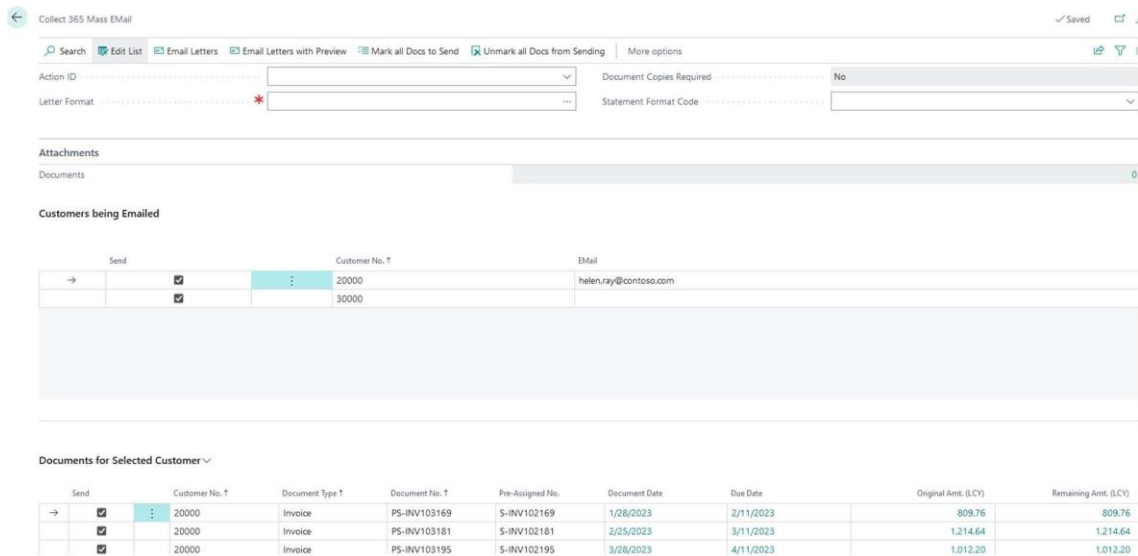 Collect 365 Mass EMail
Saved
Search Edit List Email Letters Email Letters with Preview Mark all Docs to Send Unmark all Docs from Sending More options
Action ID Document Copies Required No
Letter Format * Statement Format Code
Attachments
Documents 0
Customers being Emailed
Send Customer No. ↑ EMail
20000 helen.ray@contoso.com
30000
Documents for Selected Customer
Send Customer No. ↑ Document Type ↑ Document No. ↑ Pre-Assigned No. Document Date Due Date Original Amt. (LCY) Remaining Amt. (LCY)
20000 Invoice PS-INV103169 S-INV102169 1/28/2023 2/11/2023 809.76 809.76
20000 Invoice PS-INV103181 S-INV102181 2/25/2023 3/11/2023 1,214.64 1,214.64
20000 Invoice PS-INV103195 S-INV102195 3/28/2023 4/11/2023 1,012.20 1,012.20